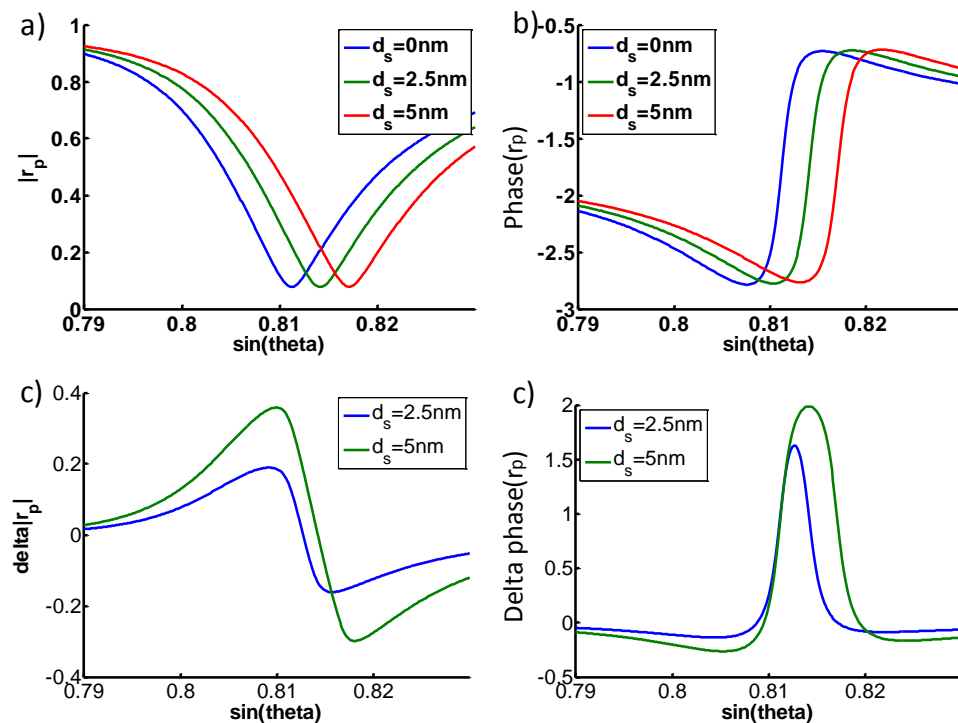 a)
1
0.8
0.6
0.4
0.2
0
|r_p|
d_s=0nm
d_s=2.5nm
d_s=5nm
0.79
0.8
0.81
0.82
sin(theta)
b)
-0.5
-1
-1.5
-2
-2.5
-3
Phase(rp)
d_s=0nm
d_s=2.5nm
d_s=5nm
0.79
0.8
0.81
0.82
sin(theta)
c)
0.4
0.2
0
-0.2
-0.4
delta|r_p|
d_s=2.5nm
d_s=5nm
0.79
0.8
0.81
0.82
sin(theta)
c)
2
1.5
1
0.5
0
-0.5
Delta phase(rp)
d_s=2.5nm
d_s=5nm
0.79
0.8
0.81
0.82
sin(theta)